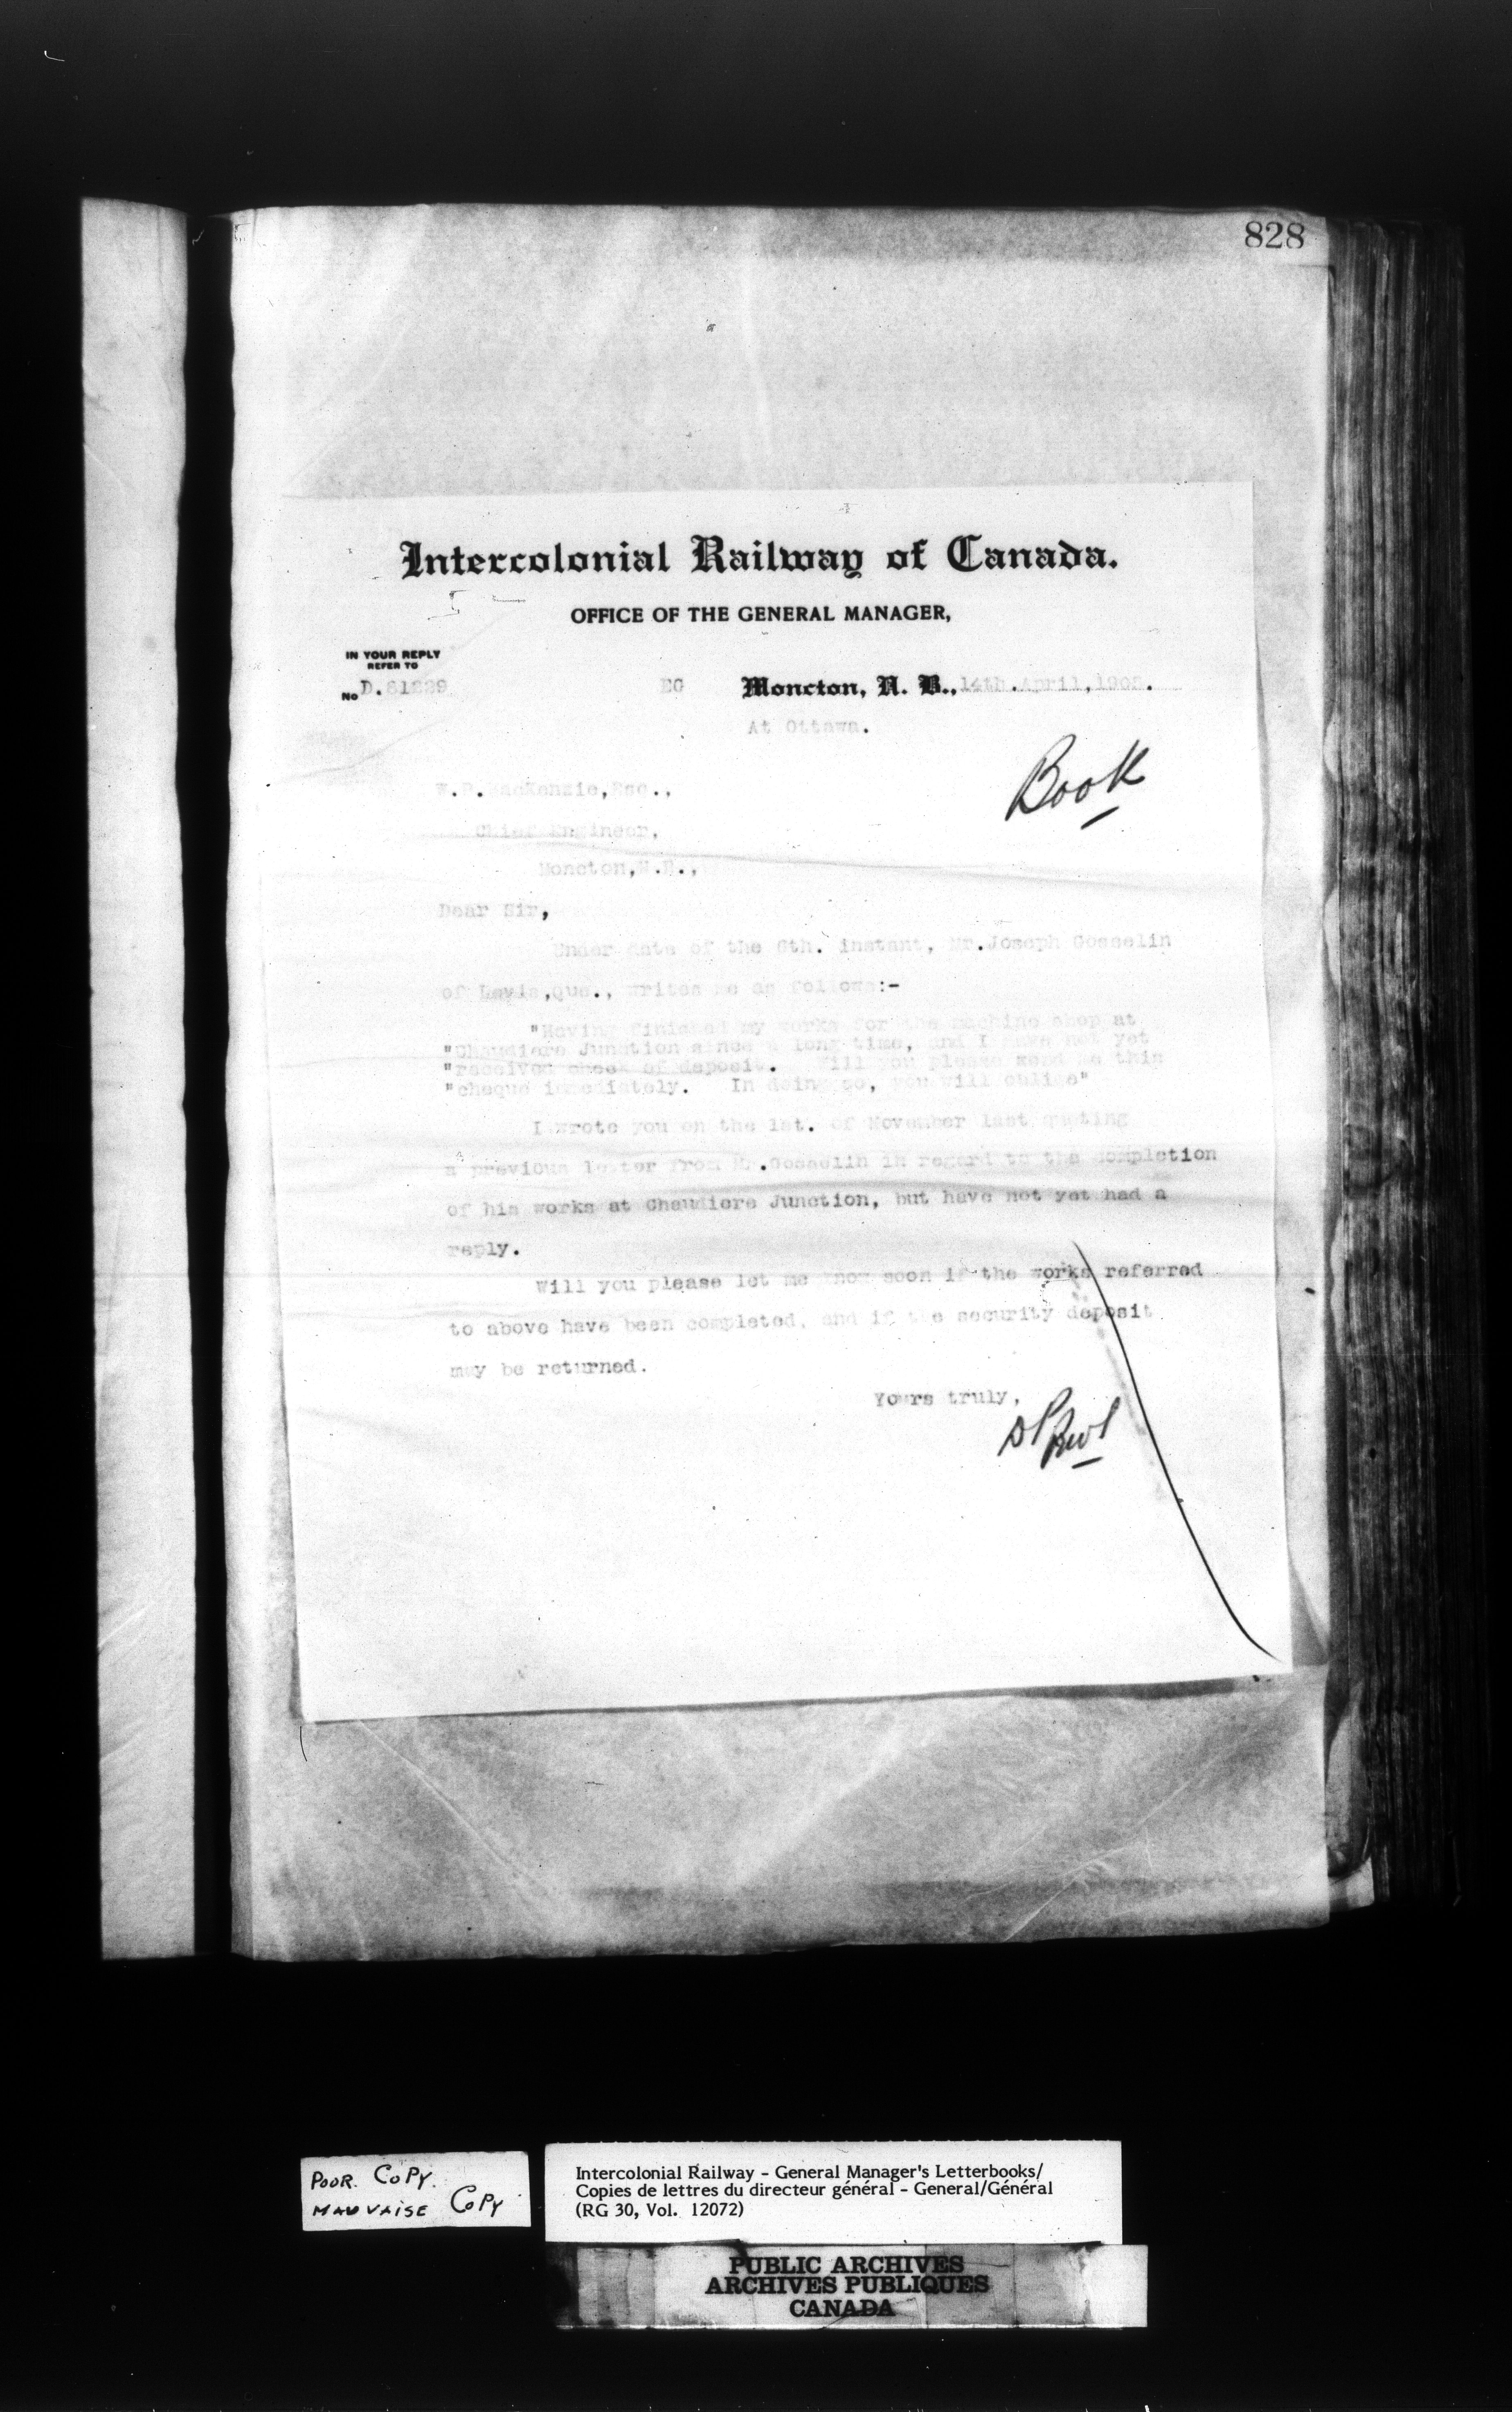 828
Intercolonial Railway of Canada.
OFFICE OF THE GENERAL MANAGER,
IN YOUR REPLY
REFER TO
No D.61229
EG
Moncton, N. B., 14th. April, 190
At Ottawa.
Book
W.B. MacKenzie, Esq.,
Chief Engineer,
Moncton, N.B.,
Dear Sir,
Under date of the 6th. instant, Mr. Joseph Gosselin
of Levis, Que., writes me as follows:-
"Having finished my works for the machine shop at
"Chaudiere Junction since a long time, and I have not yet
"received check of deposit. Will you please send me this
"cheque immediately. In doing so, you will oblige"
I wrote you on the 1st. of November last quoting
a previous letter from Mr. Gosselin in regard to the completion
of his works at Chaudiere Junction, but have not yet had a
reply.
Will you please let me know soon if the works referred
to above have been completed, and if the security deposit
may be returned.
Yours truly,
POOR COPY.
MAUVAISE COPY
Intercolonial Railway - General Manager's Letterbooks/
Copies de lettres du directeur général - General/Général
(RG 30, Vol. 12072)
PUBLIC ARCHIVES
ARCHIVES PUBLIQUES
CANADA